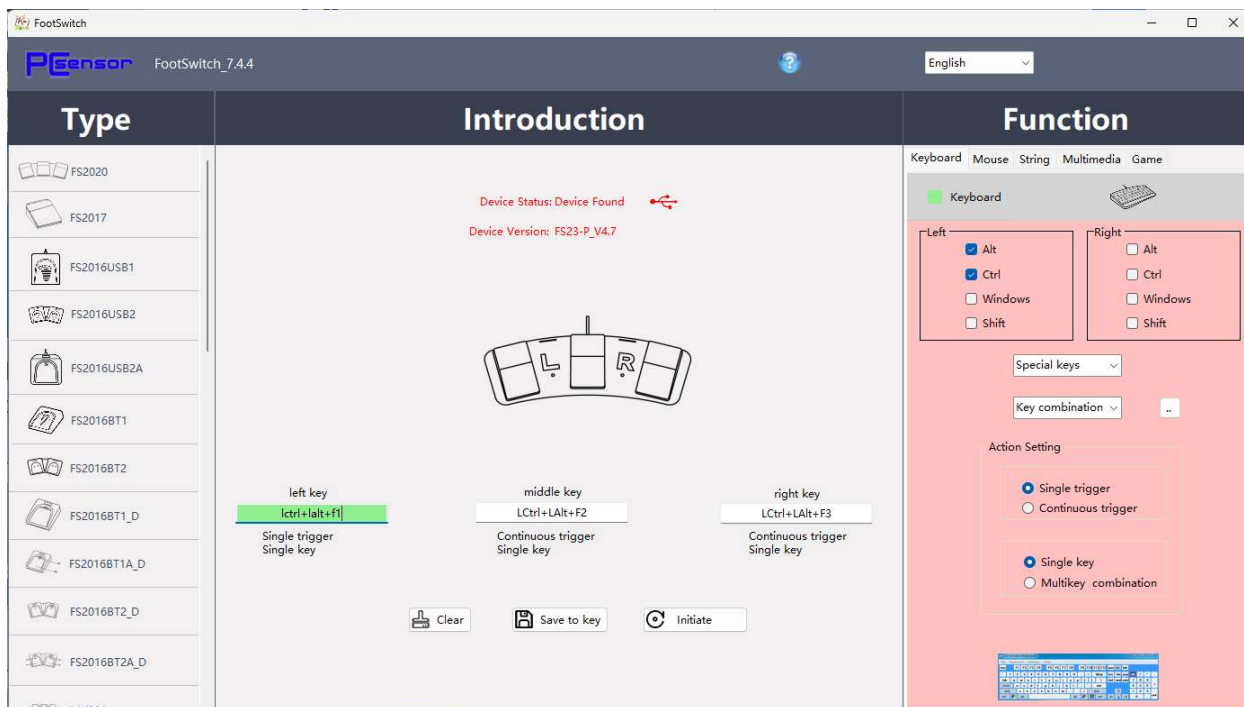 FootSwitch
PCsensor
FootSwitch_7.4.4
English
Type
Introduction
Function
FS2020
FS2017
FS2016USB1
FS2016USB2
FS2016USB2A
FS2016BT1
FS2016BT2
FS2016BT1_D
FS2016BT1A_D
FS2016BT2_D
FS2016BT2A_D
Device Status: Device Found
Device Version: FS23-P_V4.7
L R
left key
lctrl+lalt+f1
Single trigger
Single key
middle key
LCtrl+LAlt+F2
Continuous trigger
Single key
right key
LCtrl+LAlt+F3
Continuous trigger
Single key
Clear
Save to key
Initiate
Keyboard Mouse String Multimedia Game
Keyboard
Left
Alt
Ctrl
Windows
Shift
Right
Alt
Ctrl
Windows
Shift
Special keys
Key combination
..
Action Setting
Single trigger
Continuous trigger
Single key
Multikey combination